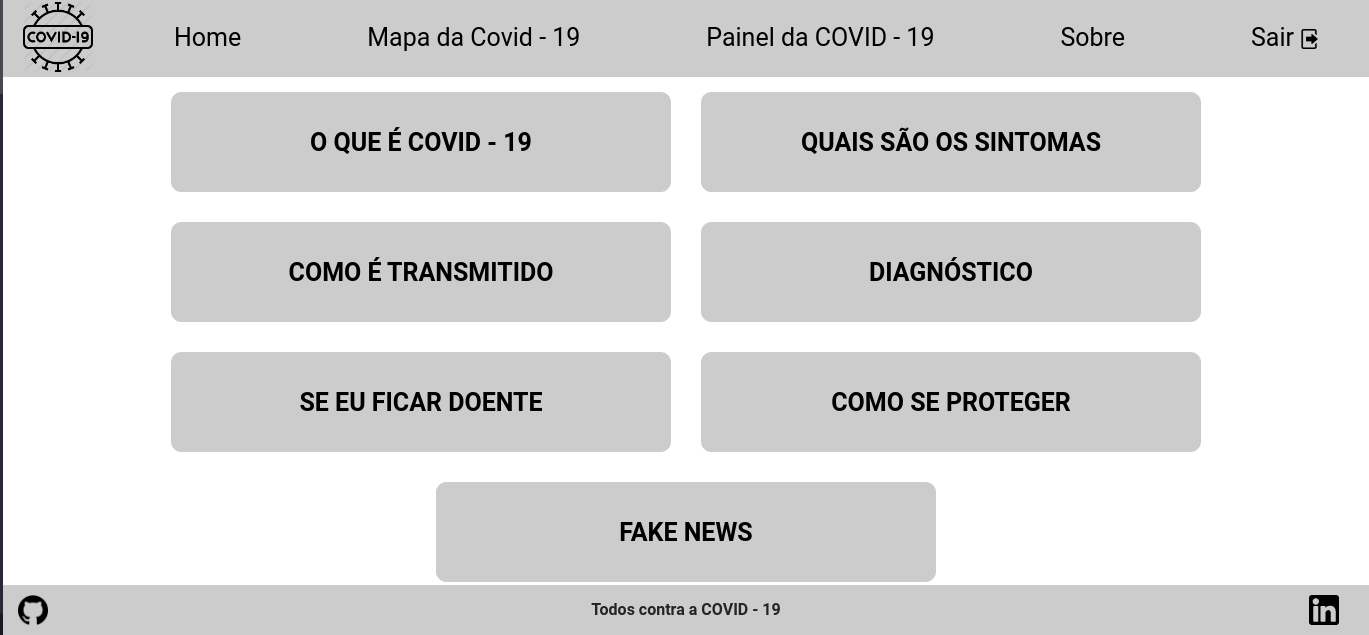 COVID-19
Home Mapa da Covid - 19 Painel da COVID - 19 Sobre Sair
O QUE É COVID - 19 QUAIS SÃO OS SINTOMAS
COMO É TRANSMITIDO DIAGNÓSTICO
SE EU FICAR DOENTE COMO SE PROTEGER
FAKE NEWS
Todos contra a COVID - 19
in